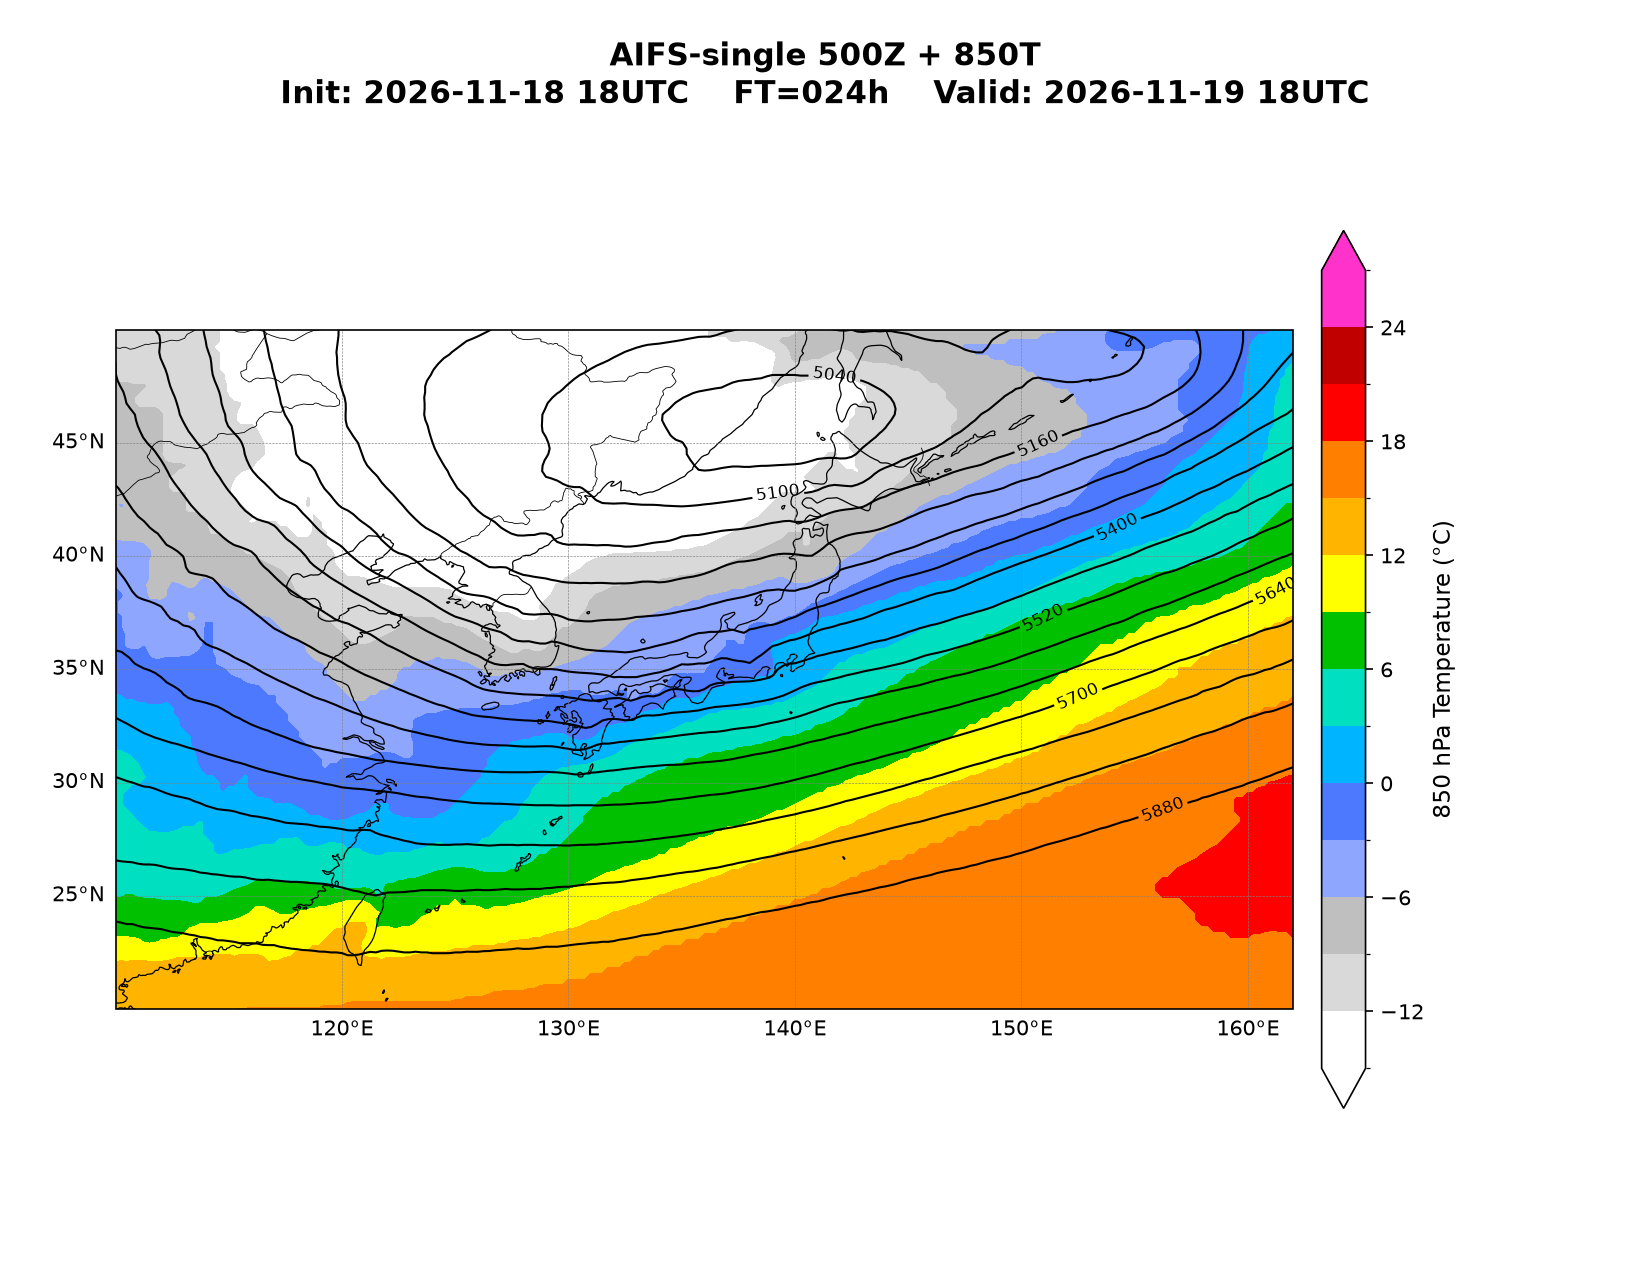 AIFS-single 500Z + 850T
Init: 2026-11-18 18UTC FT=024h Valid: 2026-11-19 18UTC
5040
5160
5100
5400
5640
5520
5700
5880
45°N
40°N
35°N
30°N
25°N
120°E
130°E
140°E
150°E
160°E
24
18
12
6
0
−6
−12
850 hPa Temperature (°C)